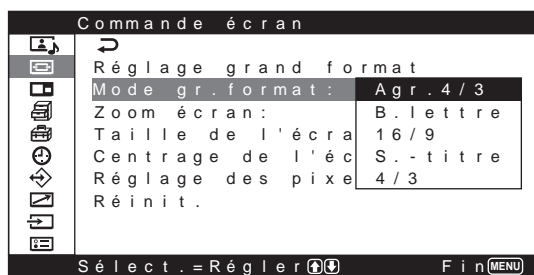 Commande écran
Réglage grand format
Mode gr.format: Agr.4/3
Zoom écran: B.lettre
Taille de l'écra 16/9
Centrage de l'éc S.-titre
Réglage des pixe 4/3
Réinit.
Sélect.=Régler Fin MENU